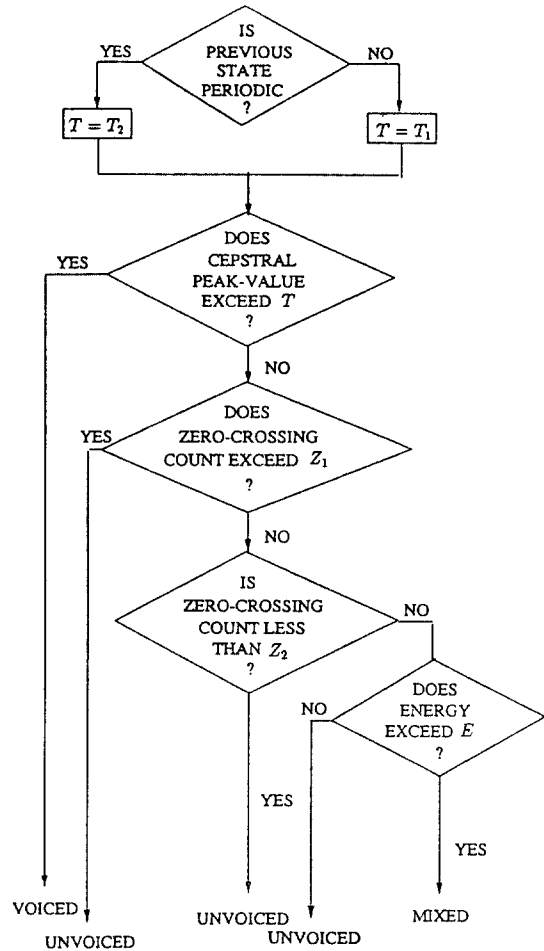 IS
PREVIOUS
STATE
PERIODIC
?
YES
NO
T = T₂
T = T₁
DOES
CEPSTRAL
PEAK-VALUE
EXCEED T
?
YES
NO
DOES
ZERO-CROSSING
COUNT EXCEED Z₁
?
YES
NO
IS
ZERO-CROSSING
COUNT LESS
THAN Z₂
?
NO
DOES
ENERGY
EXCEED E
?
NO
YES
YES
VOICED
UNVOICED
UNVOICED
UNVOICED
MIXED